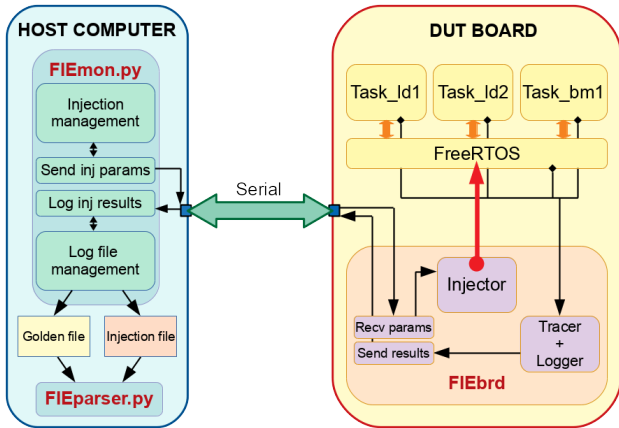 HOST COMPUTER
FIEmon.py
Injection
management
Send inj params
Log inj results
Log file
management
Golden file
Injection file
FIEparser.py
Serial
DUT BOARD
Task_ld1
Task_ld2
Task_bm1
FreeRTOS
Injector
Recv params
Send results
Tracer
+
Logger
FIEbrd